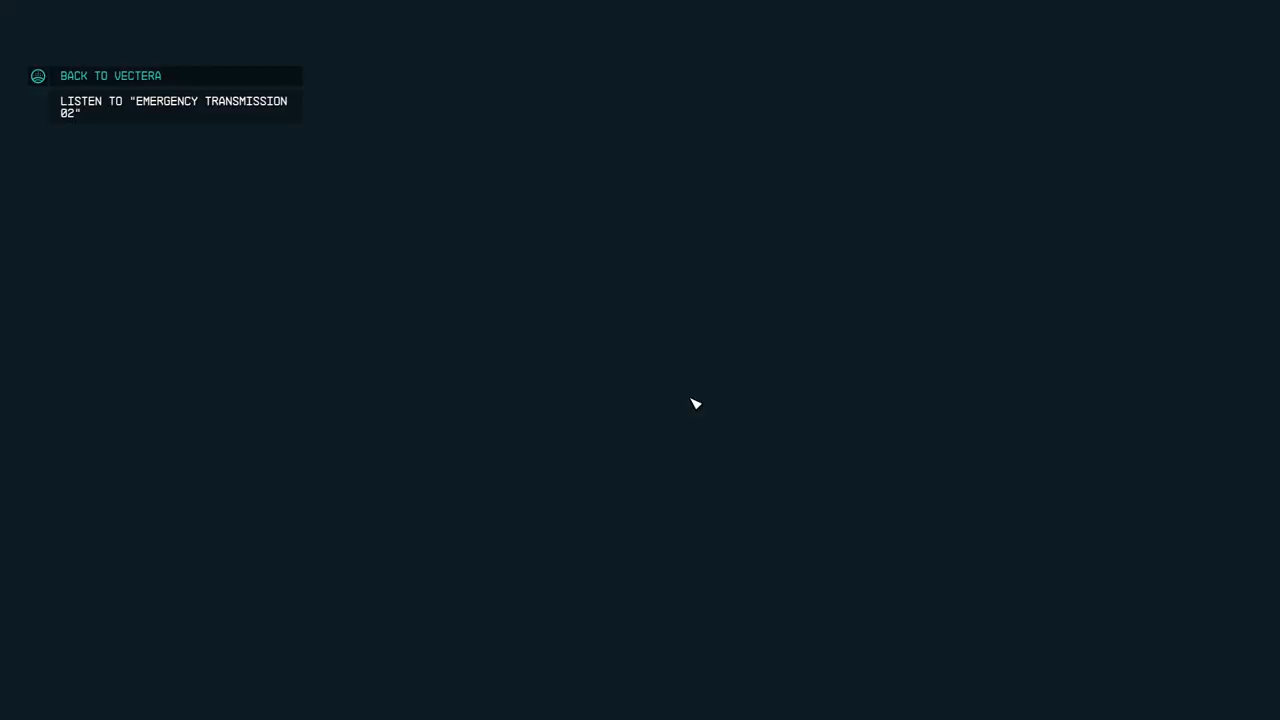 BACK TO VECTERA
LISTEN TO "EMERGENCY TRANSMISSION
02"